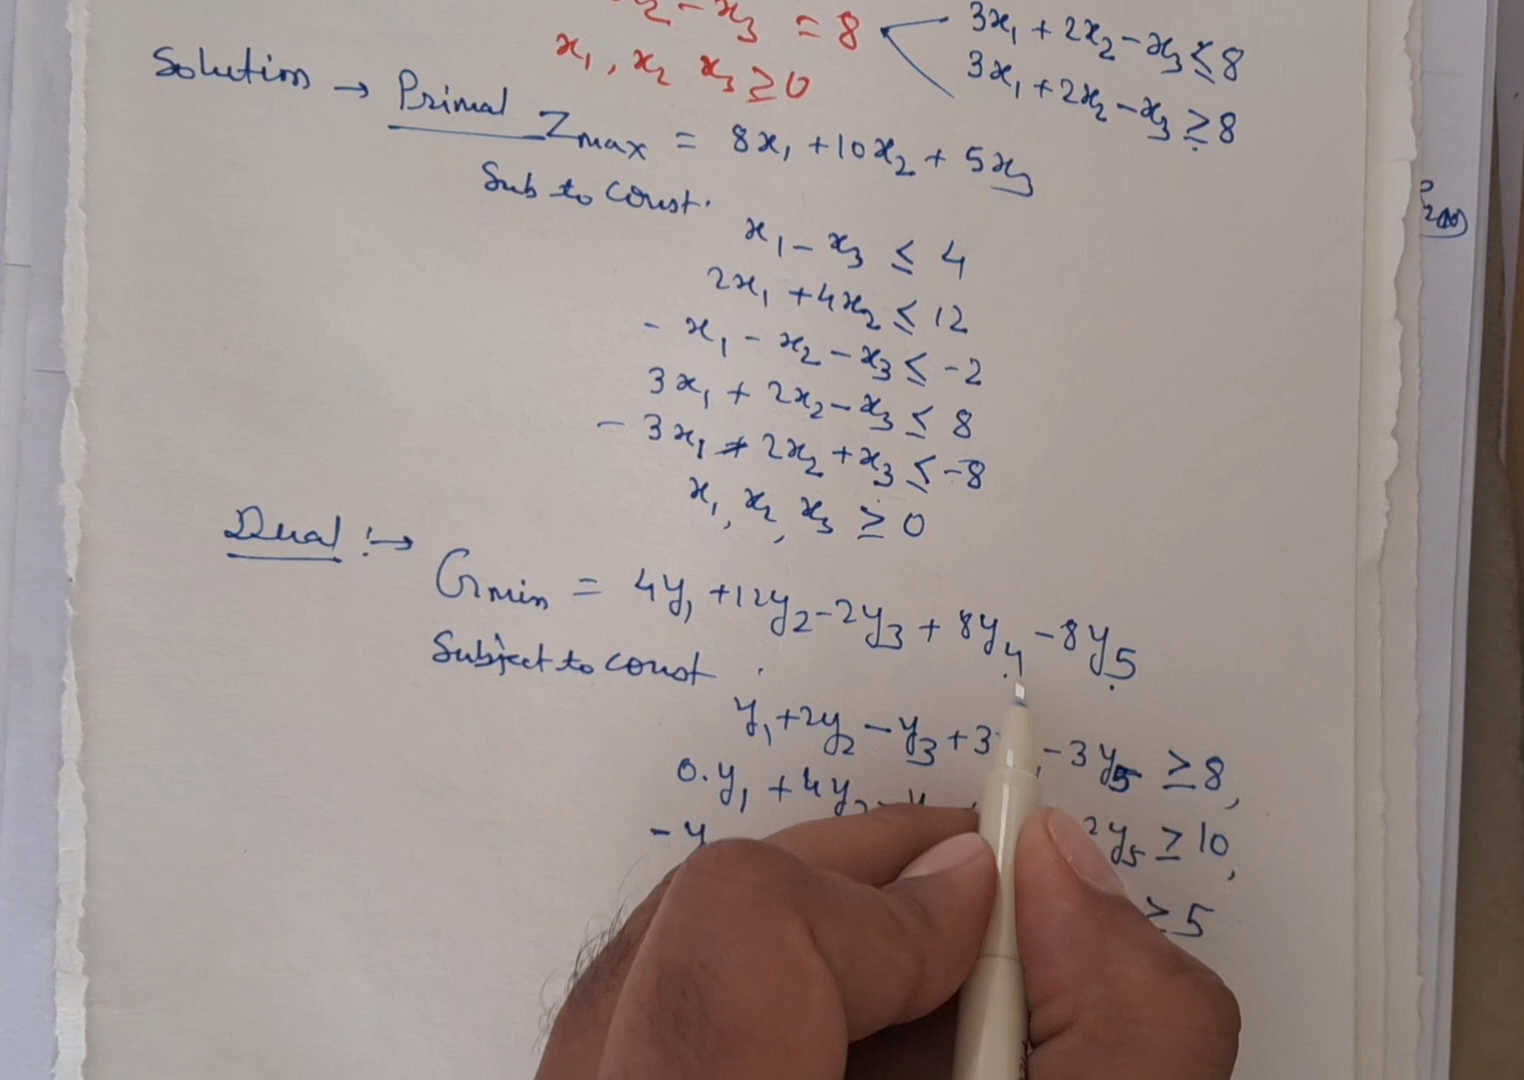 x₂ - x₃ = 8
3x₁ + 2x₂ - x₃ ≤ 8
x₁, x₂ x₃ ≥ 0
3x₁ + 2x₂ - x₃ ≥ 8
Solution → Primal Zmax = 8x₁ + 10x₂ + 5x₃
Sub to const.
x₁ - x₃ ≤ 4
2x₁ + 4x₂ ≤ 12
- x₁ - x₂ - x₃ ≤ -2
3x₁ + 2x₂ - x₃ ≤ 8
- 3x₁ - 2x₂ + x₃ ≤ -8
x₁, x₂, x₃ ≥ 0
Dual :→
Gmin = 4y₁ + 12y₂ - 2y₃ + 8y₄ - 8y₅
Subject to const.
y₁ + 2y₂ - y₃ + 3 - 3y₅ ≥ 8,
0.y₁ + 4y₂ - 2y₅ ≥ 10,
- y ≥ 5